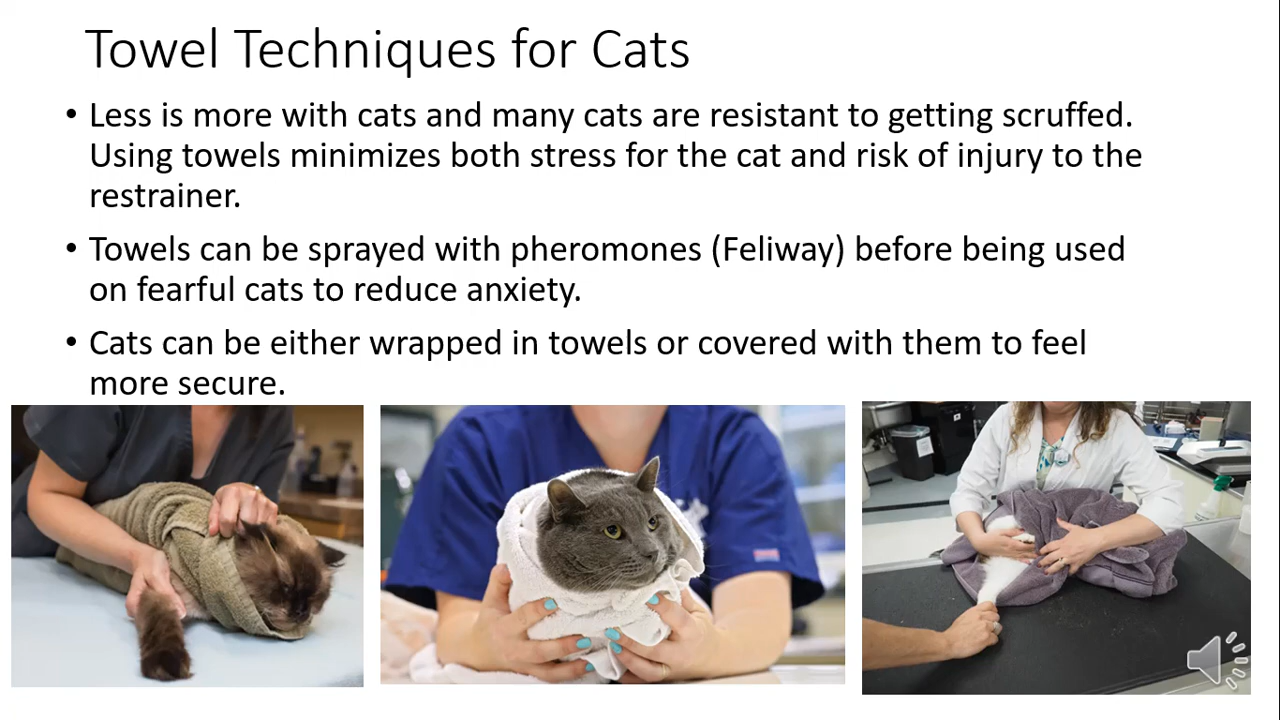 Towel Techniques for Cats
• Less is more with cats and many cats are resistant to getting scruffed.
Using towels minimizes both stress for the cat and risk of injury to the
restrainer.
• Towels can be sprayed with pheromones (Feliway) before being used
on fearful cats to reduce anxiety.
• Cats can be either wrapped in towels or covered with them to feel
more secure.